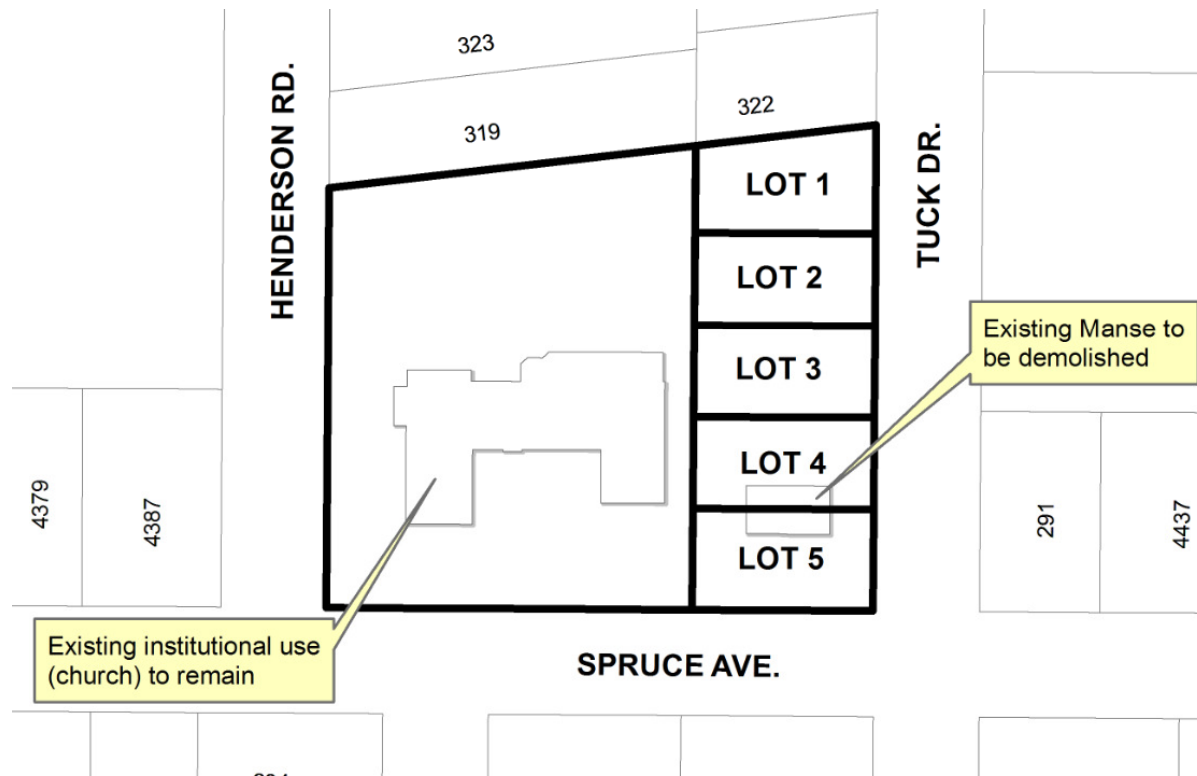 323
322
319
HENDERSON RD.
TUCK DR.
LOT 1
LOT 2
Existing Manse to
be demolished
LOT 3
LOT 4
4379
4387
291
4437
LOT 5
Existing institutional use
(church) to remain
SPRUCE AVE.